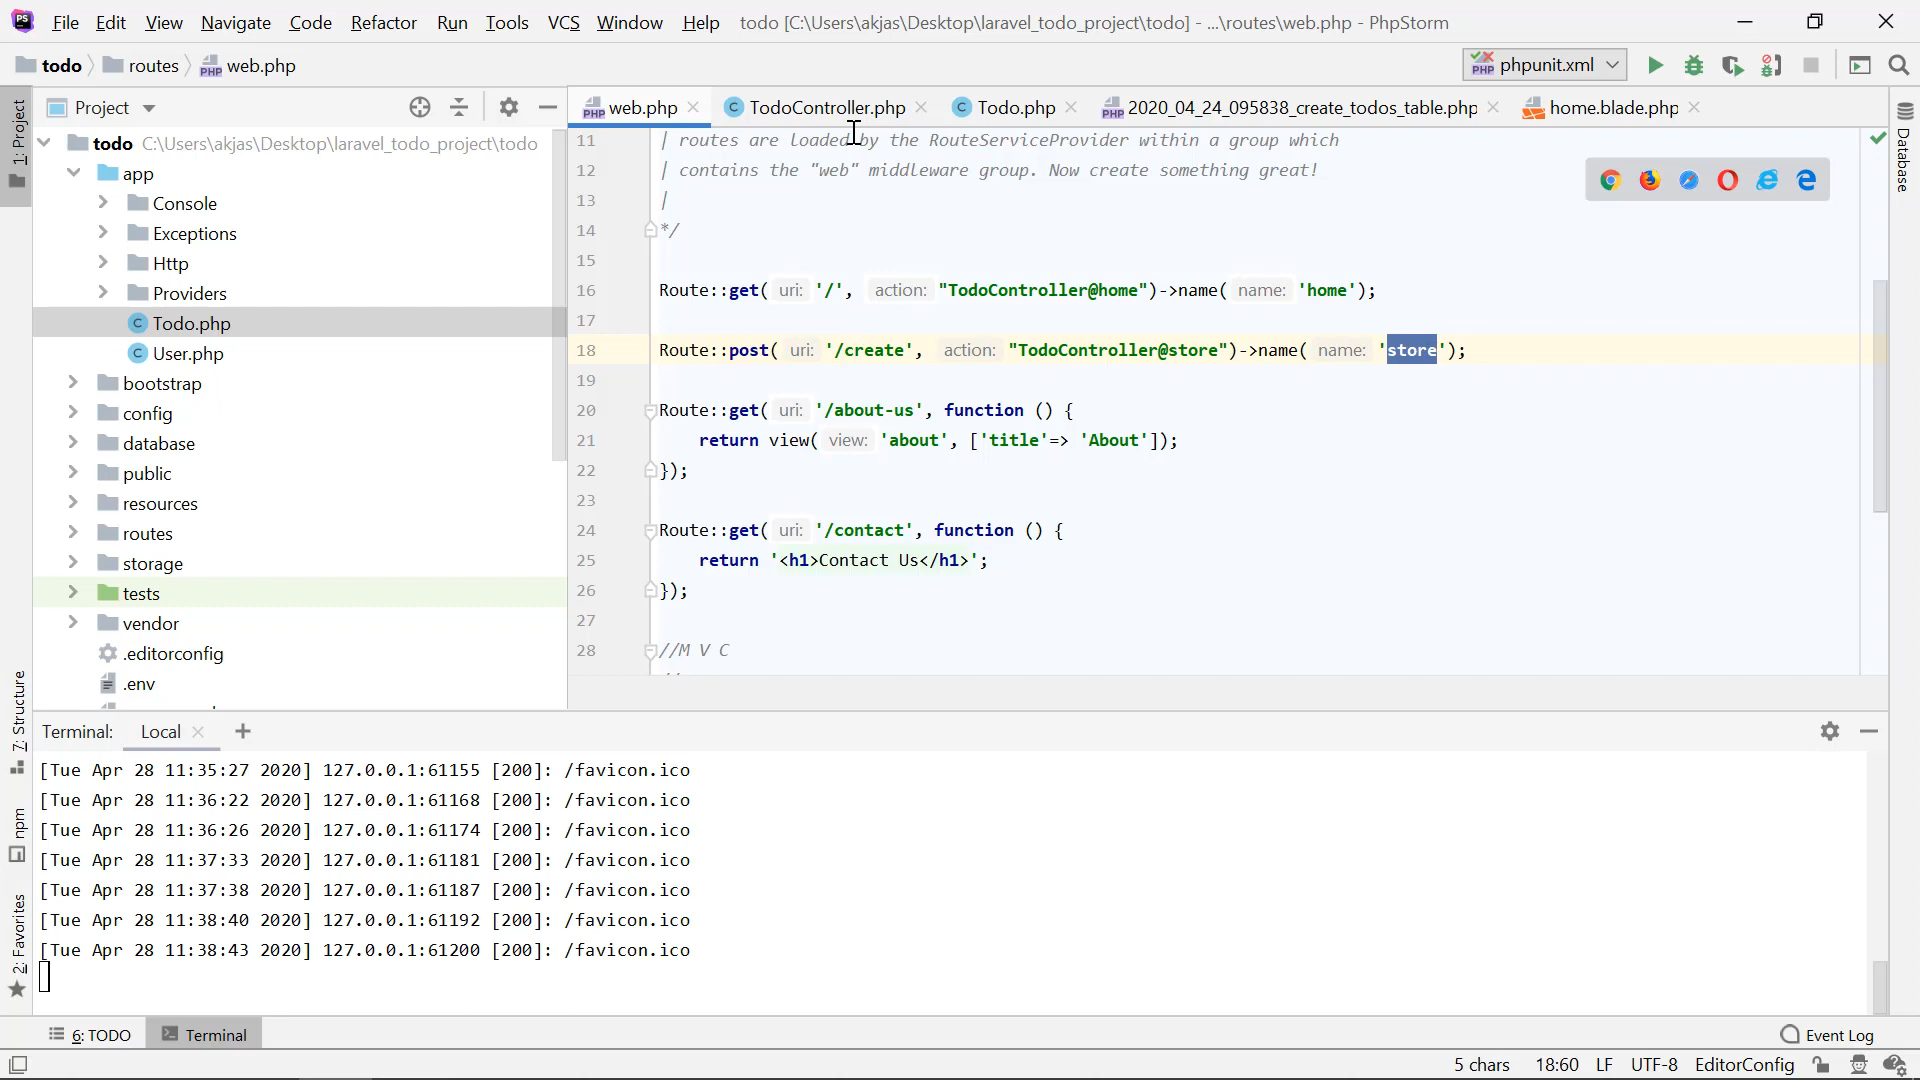 File Edit View Navigate Code Refactor Run Tools VCS Window Help todo [C:\Users\akjas\Desktop\laravel_todo_project\todo] - ...\routes\web.php - PhpStorm
todo routes web.php phpunit.xml
1: Project
Project
web.php TodoController.php Todo.php 2020_04_24_095838_create_todos_table.php home.blade.php
Database
todo C:\Users\akjas\Desktop\laravel_todo_project\todo
app
Console
Exceptions
Http
Providers
Todo.php
User.php
bootstrap
config
database
public
resources
routes
storage
tests
vendor
.editorconfig
.env
11 | routes are loaded by the RouteServiceProvider within a group which
12 | contains the "web" middleware group. Now create something great!
13 |
14 */
15
16 Route::get( uri: '/', action: "TodoController@home")->name( name: 'home');
17
18 Route::post( uri: '/create', action: "TodoController@store")->name( name: 'store');
19
20 Route::get( uri: '/about-us', function () {
21 return view( view: 'about', ['title'=> 'About']);
22 });
23
24 Route::get( uri: '/contact', function () {
25 return '<h1>Contact Us</h1>';
26 });
27
28 //M V C
7: Structure
npm
2: Favorites
Terminal: Local
[Tue Apr 28 11:35:27 2020] 127.0.0.1:61155 [200]: /favicon.ico
[Tue Apr 28 11:36:22 2020] 127.0.0.1:61168 [200]: /favicon.ico
[Tue Apr 28 11:36:26 2020] 127.0.0.1:61174 [200]: /favicon.ico
[Tue Apr 28 11:37:33 2020] 127.0.0.1:61181 [200]: /favicon.ico
[Tue Apr 28 11:37:38 2020] 127.0.0.1:61187 [200]: /favicon.ico
[Tue Apr 28 11:38:40 2020] 127.0.0.1:61192 [200]: /favicon.ico
[Tue Apr 28 11:38:43 2020] 127.0.0.1:61200 [200]: /favicon.ico
6: TODO Terminal Event Log
5 chars 18:60 LF UTF-8 EditorConfig